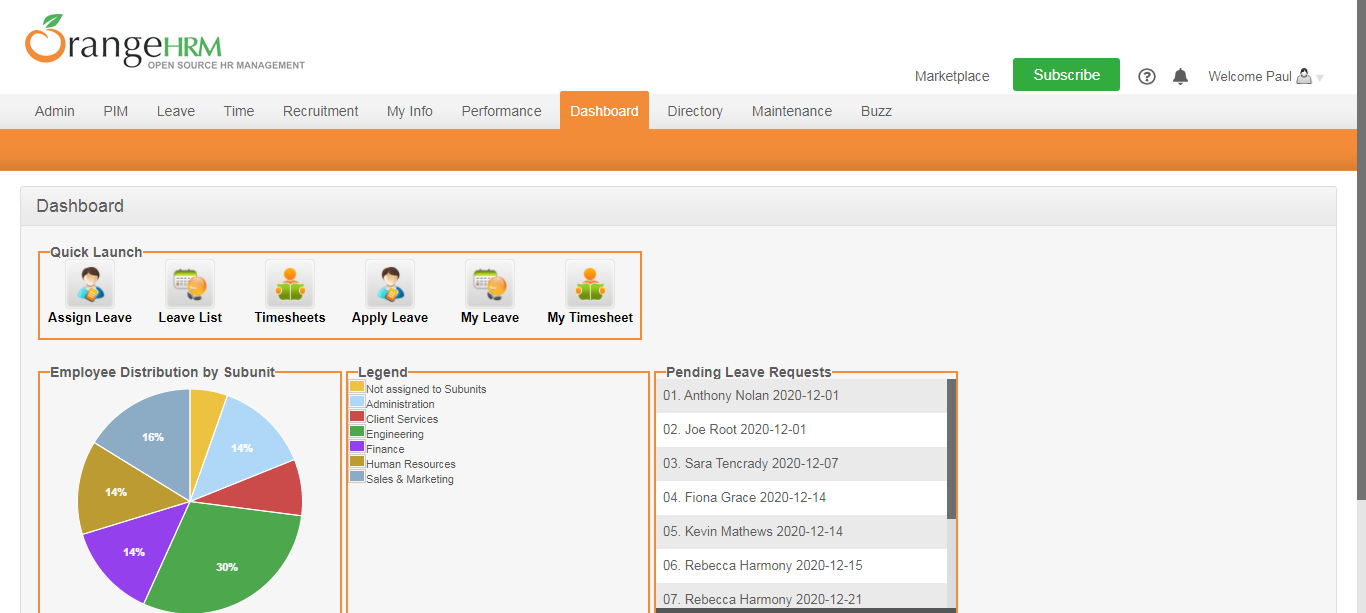 OrangeHRM
OPEN SOURCE HR MANAGEMENT
Marketplace
Subscribe
Welcome Paul
Admin
PIM
Leave
Time
Recruitment
My Info
Performance
Dashboard
Directory
Maintenance
Buzz
Dashboard
Quick Launch
Assign Leave
Leave List
Timesheets
Apply Leave
My Leave
My Timesheet
Employee Distribution by Subunit
14%
30%
14%
14%
16%
Legend
Not assigned to Subunits
Administration
Client Services
Engineering
Finance
Human Resources
Sales & Marketing
Pending Leave Requests
01. Anthony Nolan 2020-12-01
02. Joe Root 2020-12-01
03. Sara Tencrady 2020-12-07
04. Fiona Grace 2020-12-14
05. Kevin Mathews 2020-12-14
06. Rebecca Harmony 2020-12-15
07. Rebecca Harmony 2020-12-21